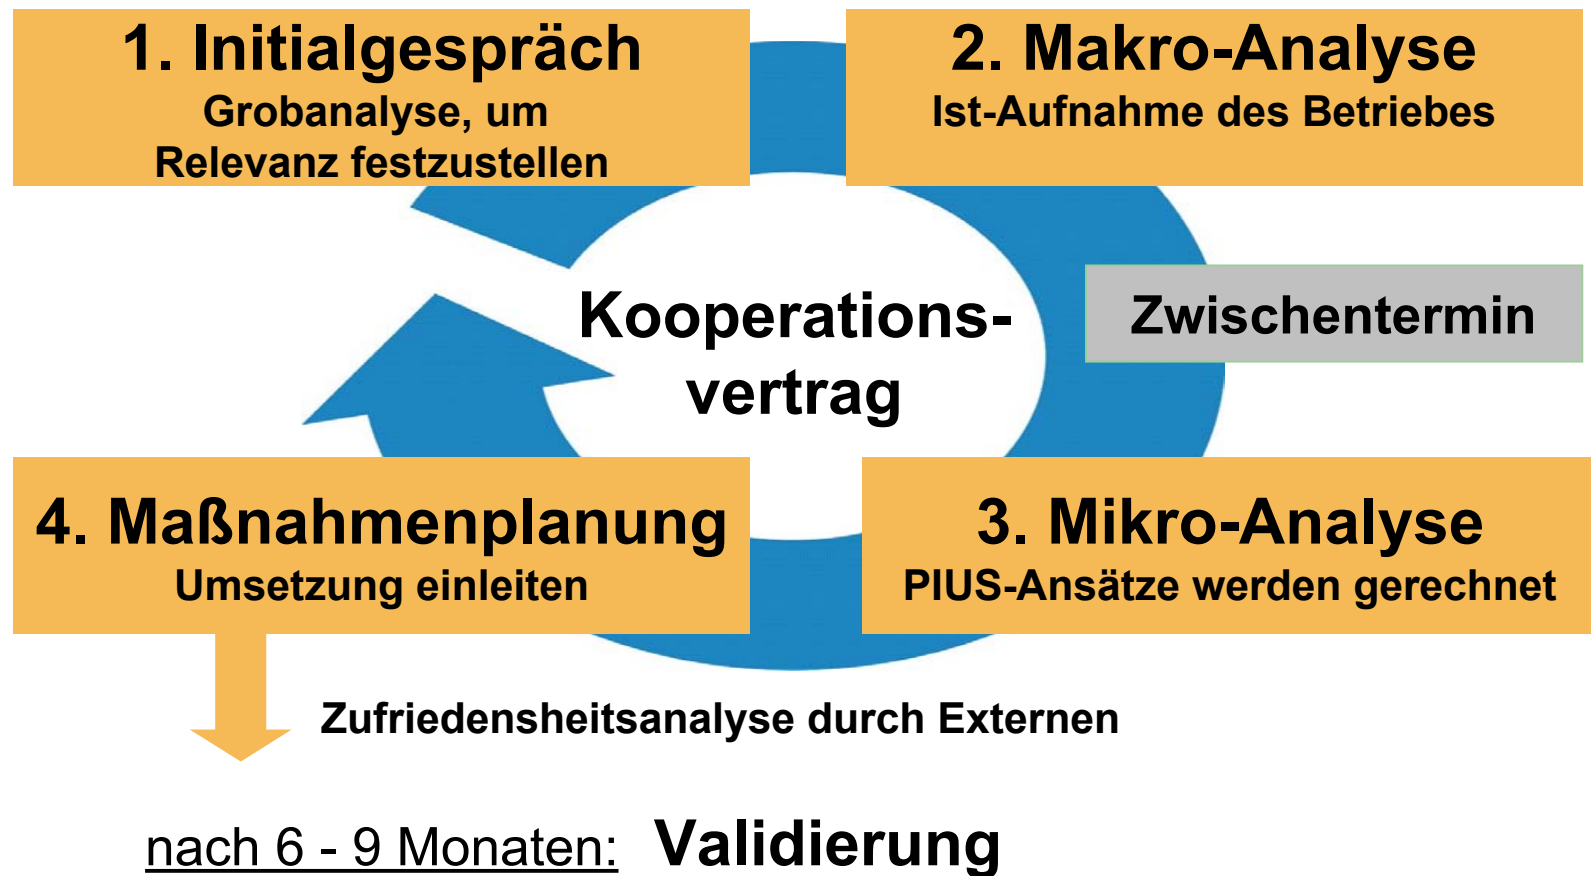 1. Initialgespräch
Grobanalyse, um
Relevanz festzustellen
2. Makro-Analyse
Ist-Aufnahme des Betriebes
Zwischentermin
Kooperations-
vertrag
3. Mikro-Analyse
PIUS-Ansätze werden gerechnet
4. Maßnahmenplanung
Umsetzung einleiten
Zufriedensheitsanalyse durch Externen
nach 6 - 9 Monaten: Validierung